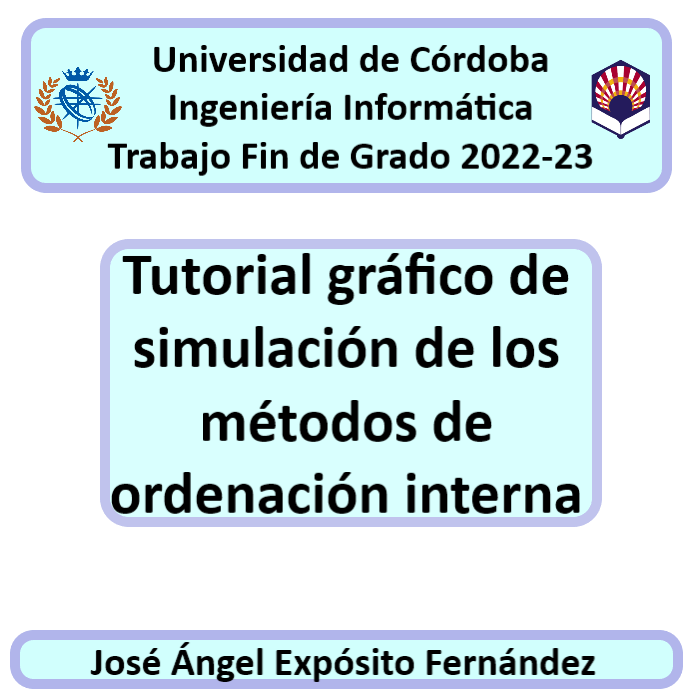 Universidad de Córdoba
Ingeniería Informática
Trabajo Fin de Grado 2022-23
Tutorial gráfico de
simulación de los
métodos de
ordenación interna
José Ángel Expósito Fernández